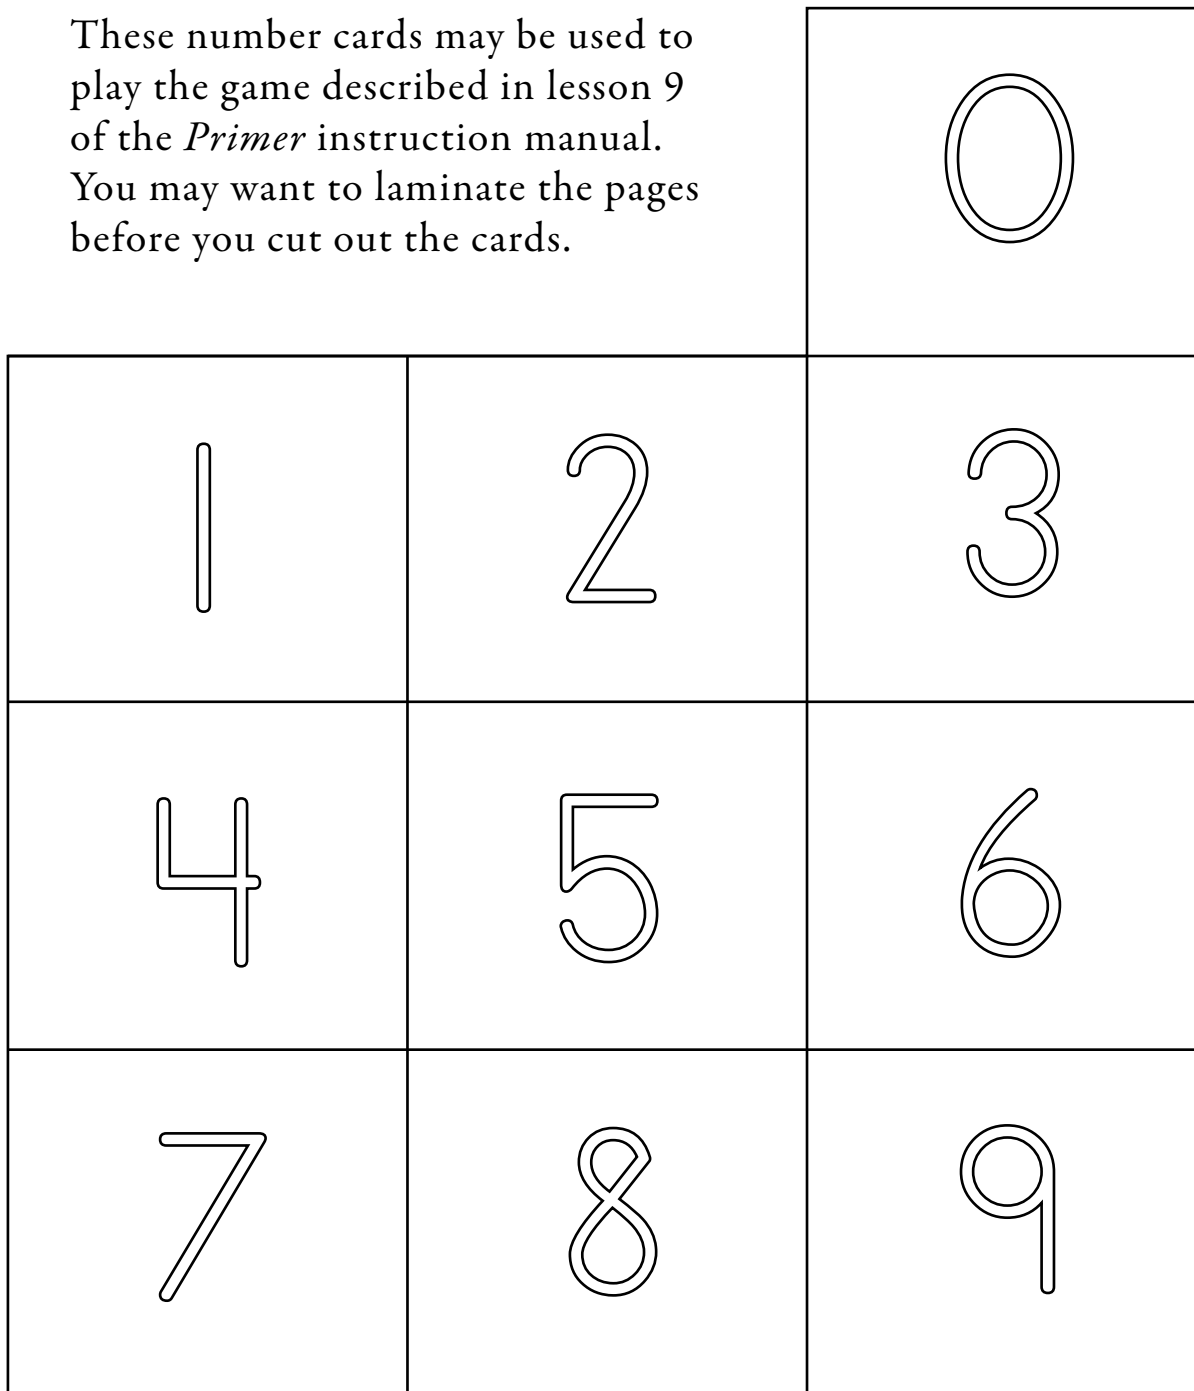 These number cards may be used to
play the game described in lesson 9
of the Primer instruction manual.
You may want to laminate the pages
before you cut out the cards.
0
1 2 3
4 5 6
7 8 9